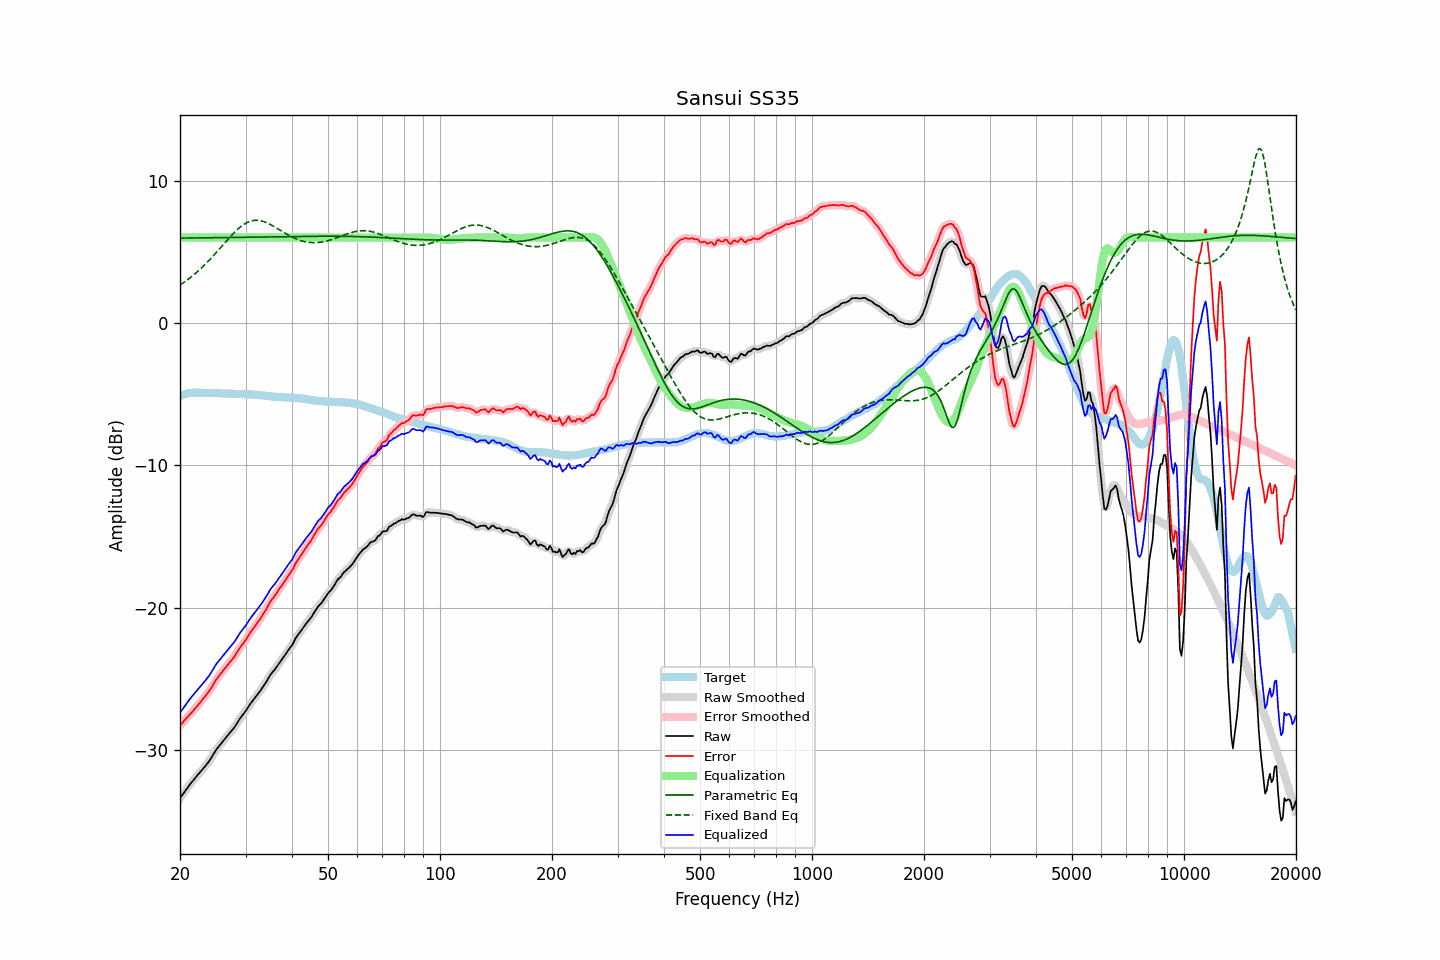 Sansui SS35
10
0
−10
−20
−30
Amplitude (dBr)
20
50
100
200
500
1000
2000
5000
10000
20000
Frequency (Hz)
Target
Raw Smoothed
Error Smoothed
Raw
Error
Equalization
Parametric Eq
Fixed Band Eq
Equalized